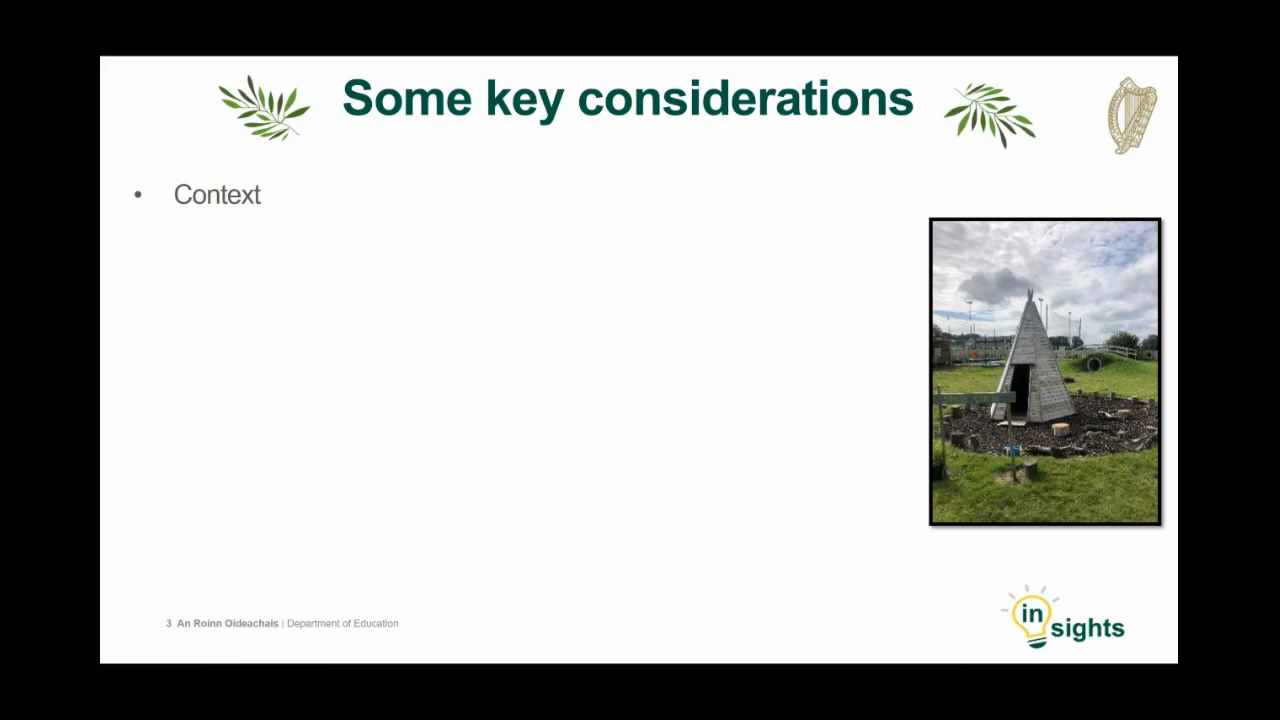 Some key considerations
• Context
3 An Roinn Oideachais | Department of Education
in
sights